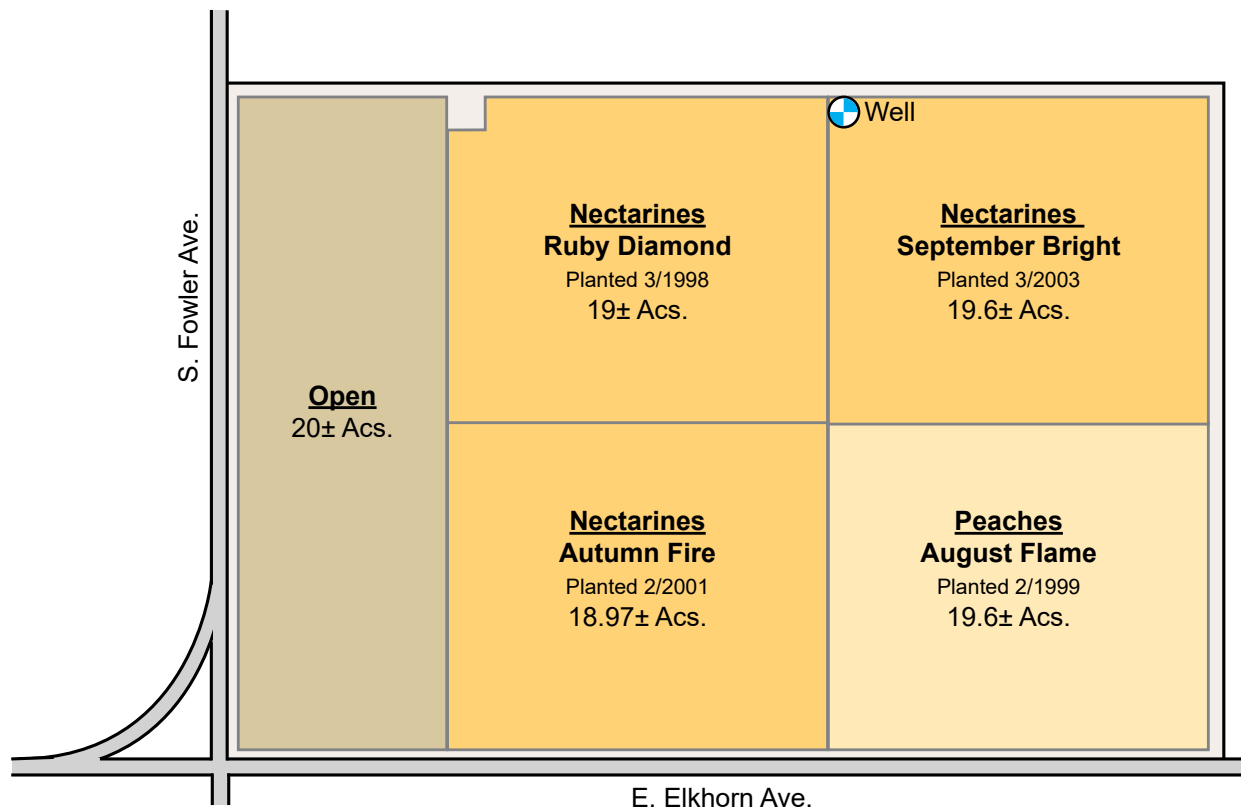 Well
S. Fowler Ave.
Nectarines
Ruby Diamond
Planted 3/1998
19± Acs.
Nectarines
September Bright
Planted 3/2003
19.6± Acs.
Open
20± Acs.
Nectarines
Autumn Fire
Planted 2/2001
18.97± Acs.
Peaches
August Flame
Planted 2/1999
19.6± Acs.
E. Elkhorn Ave.